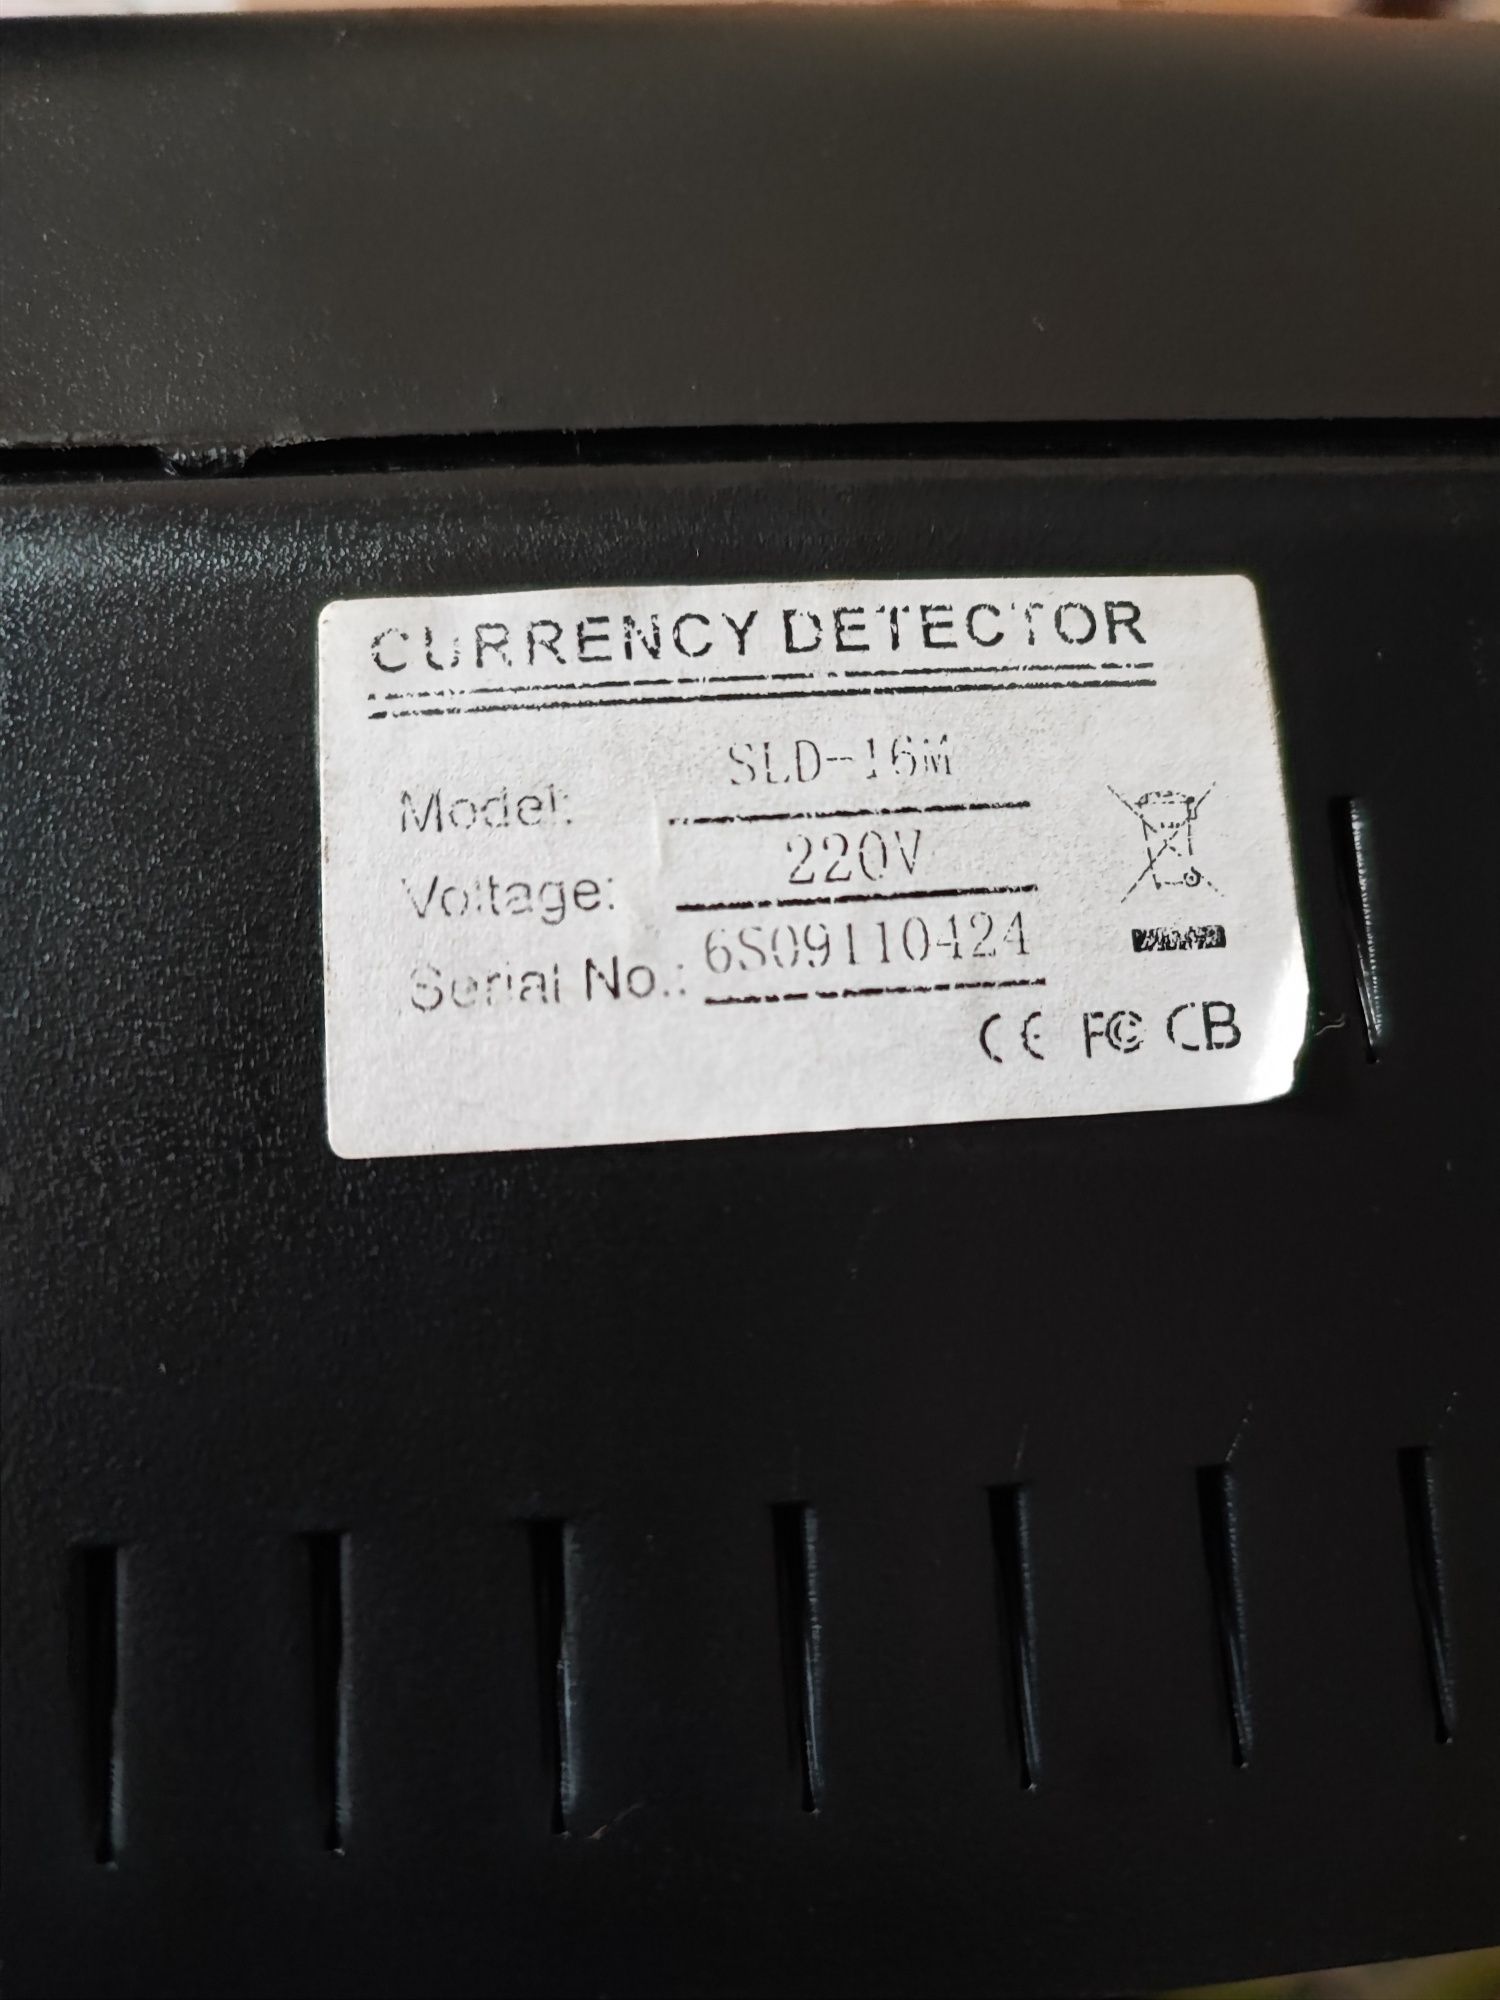 CURRENCY DETECTOR
Model: SLD-16M
Voltage: 220V
Serial No.: 6S09110424
CE FC CB